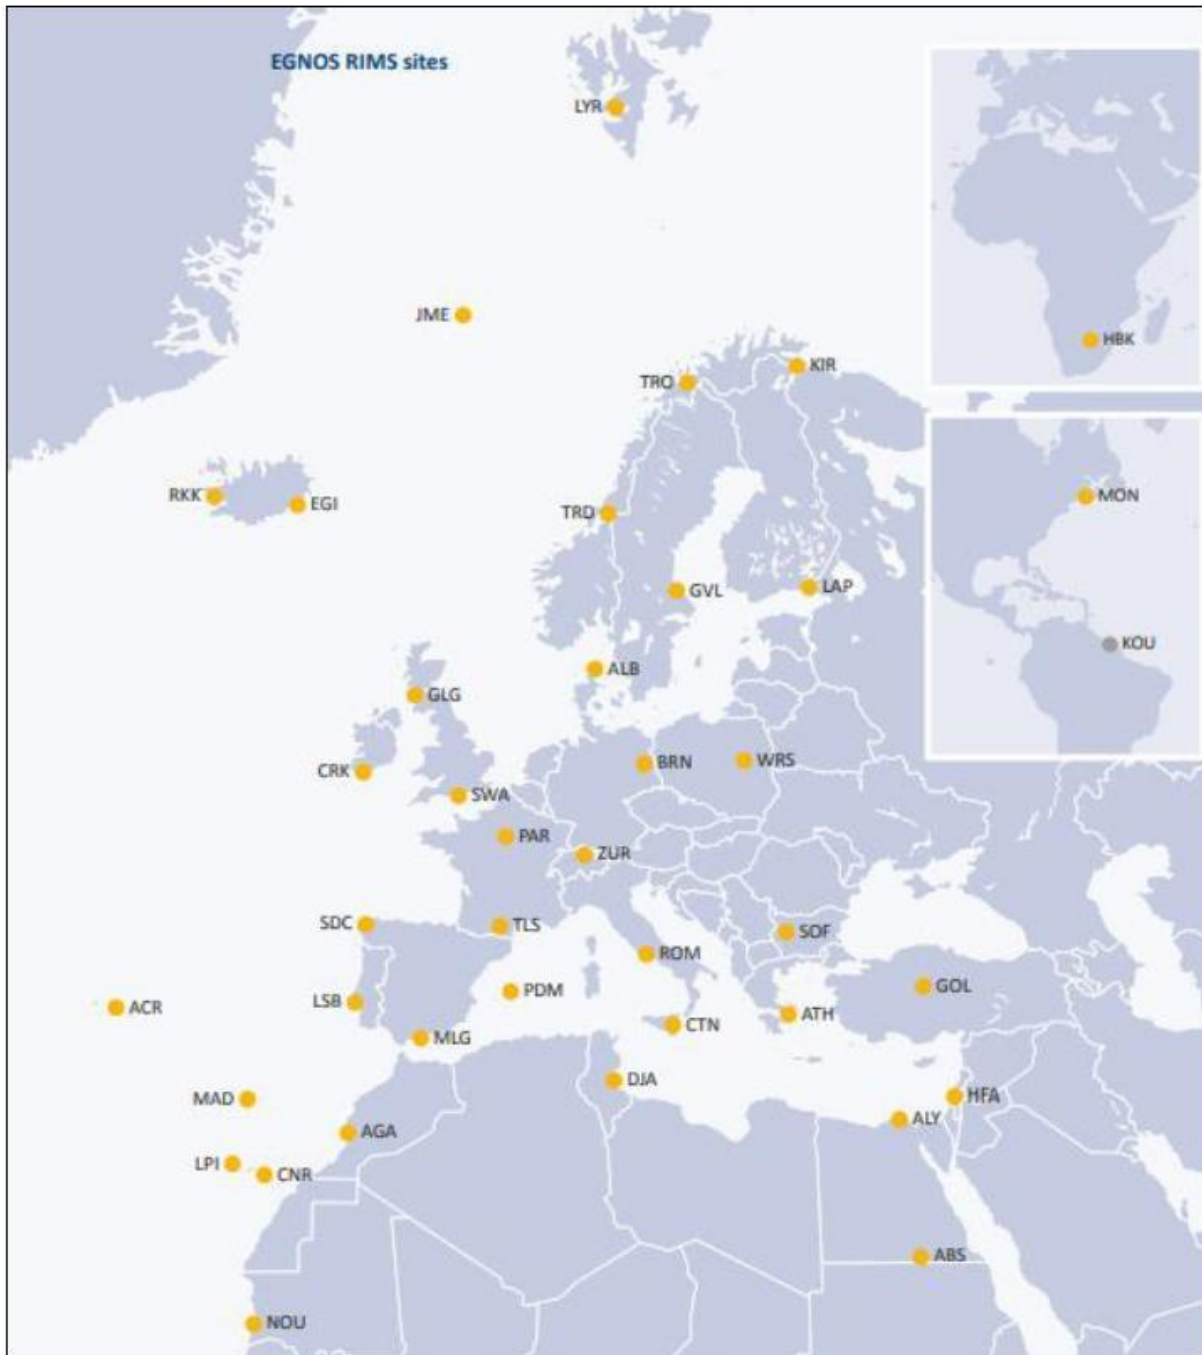 EGNOS RIMS sites
LYR
JME
HBK
KIR
TRO
RKK
EGI
MON
TRD
GVL
LAP
KOU
ALB
GLG
CRK
BRN
WRS
SWA
PAR
ZUR
SDC
TLS
SOF
ROM
ACR
LSB
PDM
GOL
MLG
CTN
ATH
DJA
MAD
HFA
AGA
ALY
LPI
CNR
ABS
NOU